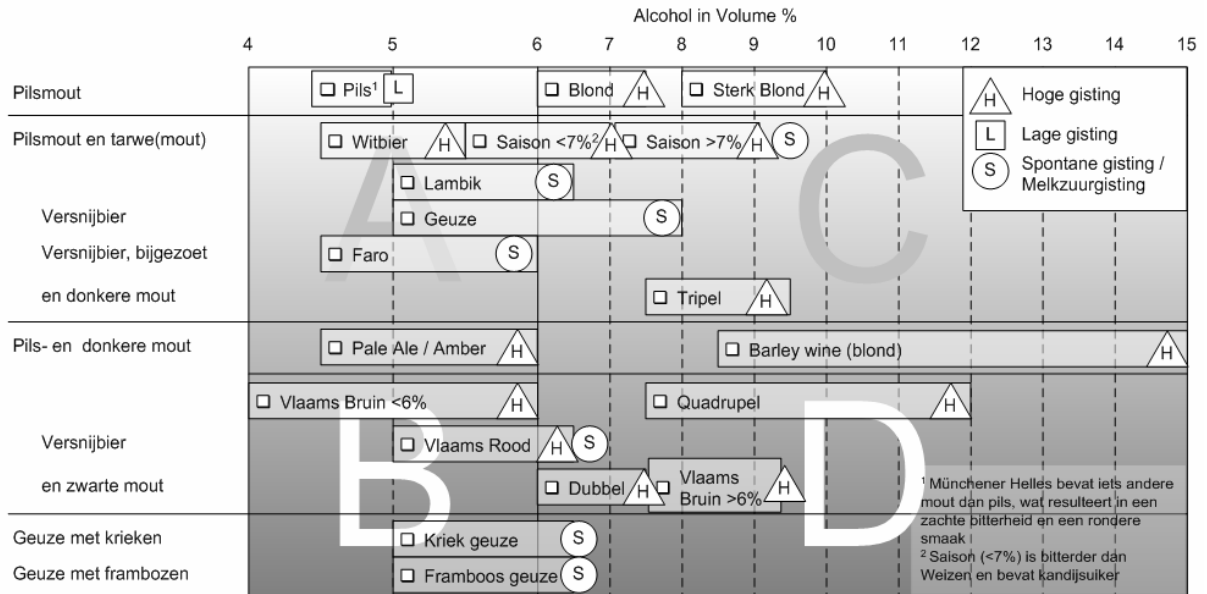 Alcohol in Volume %
4 5 6 7 8 9 10 11 12 13 14 15
Pilsmout
Pils¹ L
Blond H
Sterk Blond H
H Hoge gisting
L Lage gisting
S Spontane gisting /
Melkzuurgisting
Pilsmout en tarwe(mout)
Witbier H
Saison <7%² H
Saison >7% H S
A
C
Lambik S
Versnijbier
Geuze S
Versnijbier, bijgezoet
Faro S
en donkere mout
Tripel H
Pils- en donkere mout
Pale Ale / Amber H
Barley wine (blond) H
Vlaams Bruin <6% H
Quadrupel H
B
D
Versnijbier
Vlaams Rood H S
en zwarte mout
Dubbel H
Vlaams
Bruin >6% H
¹ Münchener Helles bevat iets andere
mout dan pils, wat resulteert in een
zachte bitterheid en een rondere
smaak
² Saison (<7%) is bitterder dan
Weizen en bevat kandijsuiker
Geuze met krieken
Kriek geuze S
Geuze met frambozen
Framboos geuze S